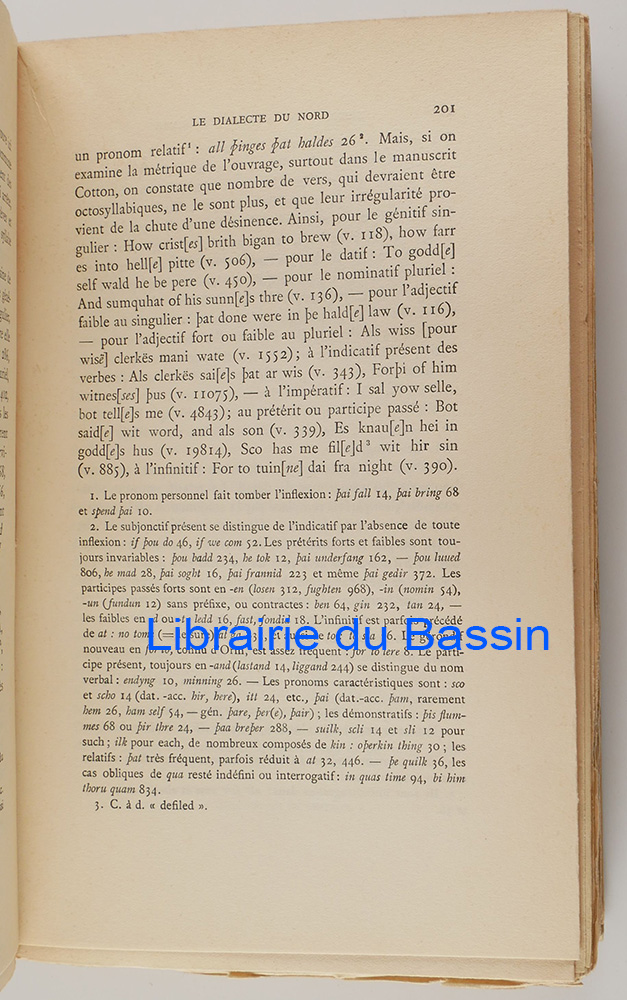 LE DIALECTE DU NORD 201
un pronom relatif¹ : all þinges þat haldes 26². Mais, si on
examine la métrique de l'ouvrage, surtout dans le manuscrit
Cotton, on constate que nombre de vers, qui devraient être
octosyllabiques, ne le sont plus, et que leur irrégularité pro-
vient de la chute d'une désinence. Ainsi, pour le génitif sin-
gulier : How crist[es] brith bigan to brew (v. 118), how farr
es into hell[e] pitte (v. 506), — pour le datif : To godd[e]
self wald he be pere (v. 450), — pour le nominatif pluriel :
And sumquhat of his sunn[e]s thre (v. 136), — pour l'adjectif
faible au singulier : þat done were in þe hald[e] law (v. 116),
— pour l'adjectif fort ou faible au pluriel : Als wiss [pour
wisë] clerkës mani wate (v. 1552) ; à l'indicatif présent des
verbes : Als clerkës sai[e]s þat ar wis (v. 343), Forþi of him
witnes[ses] þus (v. 11075), — à l'impératif : I sal yow selle,
bot tell[e]s me (v. 4843) ; au prétérit ou participe passé : Bot
said[e] wit word, and als son (v. 339), Es knau[e]n hei in
godd[e]s hus (v. 19814), Sco has me fil[e]d³ wit hir sin
(v. 885), à l'infinitif : For to tuin[ne] dai fra night (v. 390).
1. Le pronom personnel fait tomber l'inflexion : þai fall 14, þai bring 68
et spend þai 10.
2. Le subjonctif présent se distingue de l'indicatif par l'absence de toute
inflexion : if þou do 46, if we com 52. Les prétérits forts et faibles sont tou-
jours invariables : þou badd 234, he tok 12, þai underfang 162, — þou luued
806, he mad 28, þai soght 16, þai frannid 223 et même þai gedir 372. Les
participes passés forts sont en -en (losen 312, fughten 968), -in (nomin 54),
-un (fundun 12) sans préfixe, ou contractes : ben 64, gin 232, tan 24, —
les faibles en d ou t : ledd 16, fast, fondid 18. L'infinitif est parfois précédé
de at : no tom (= leisure)
nouveau en for to, connu d'Orm, est assez fréquent : for to lere 8. Le parti-
cipe présent, toujours en -and (lastand 14, liggand 244) se distingue du nom
verbal : endyng 10, minning 26. — Les pronoms caractéristiques sont : sco
et scho 14 (dat. -acc. hir, here), itt 24, etc., þai (dat.-acc. þam, rarement
hem 26, ham self 54, — gén. þare, þer(e), þair) ; les démonstratifs : þis flum-
mes 68 ou þir thre 24, — þaa breþer 288, — suilk, scli 14 et sli 12 pour
such ; ilk pour each, de nombreux composés de kin : oþerkin thing 30 ; les
relatifs : þat très fréquent, parfois réduit à at 32, 446. — þe quilk 36, les
cas obliques de qua resté indéfini ou interrogatif : in quas time 94, bi him
thoru quam 834.
3. C. à d. « defiled ».
Librairie du Bassin